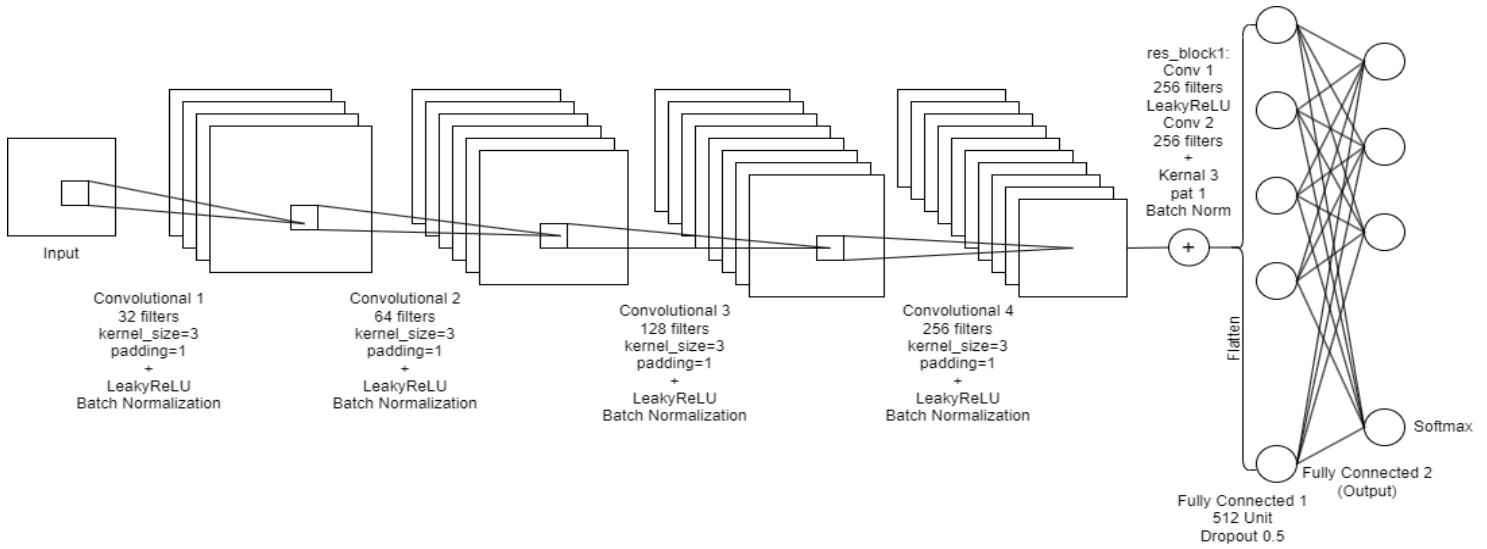 Input
Convolutional 1
32 filters
kernel_size=3
padding=1
+
LeakyReLU
Batch Normalization
Convolutional 2
64 filters
kernel_size=3
padding=1
+
LeakyReLU
Batch Normalization
Convolutional 3
128 filters
kernel_size=3
padding=1
+
LeakyReLU
Batch Normalization
Convolutional 4
256 filters
kernel_size=3
padding=1
+
LeakyReLU
Batch Normalization
res_block1:
Conv 1
256 filters
LeakyReLU
Conv 2
256 filters
+
Kernal 3
pat 1
Batch Norm
+
Flatten
Fully Connected 1
512 Unit
Dropout 0.5
Softmax
Fully Connected 2
(Output)